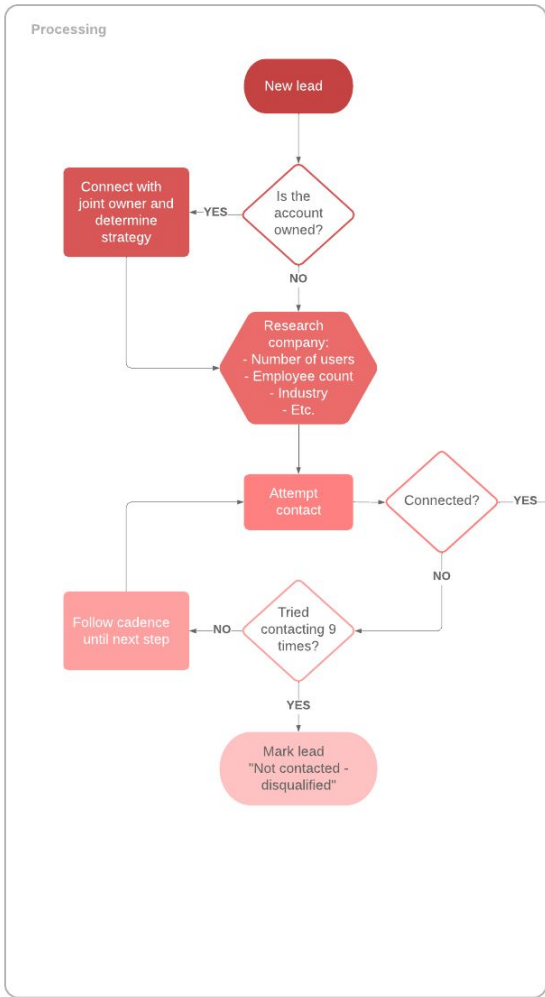 Processing
New lead
Is the
account
owned?
YES
Connect with
joint owner and
determine
strategy
NO
Research
company:
- Number of users
- Employee count
- Industry
- Etc.
Attempt
contact
Connected?
YES
NO
Tried
contacting 9
times?
NO
Follow cadence
until next step
YES
Mark lead
"Not contacted -
disqualified"